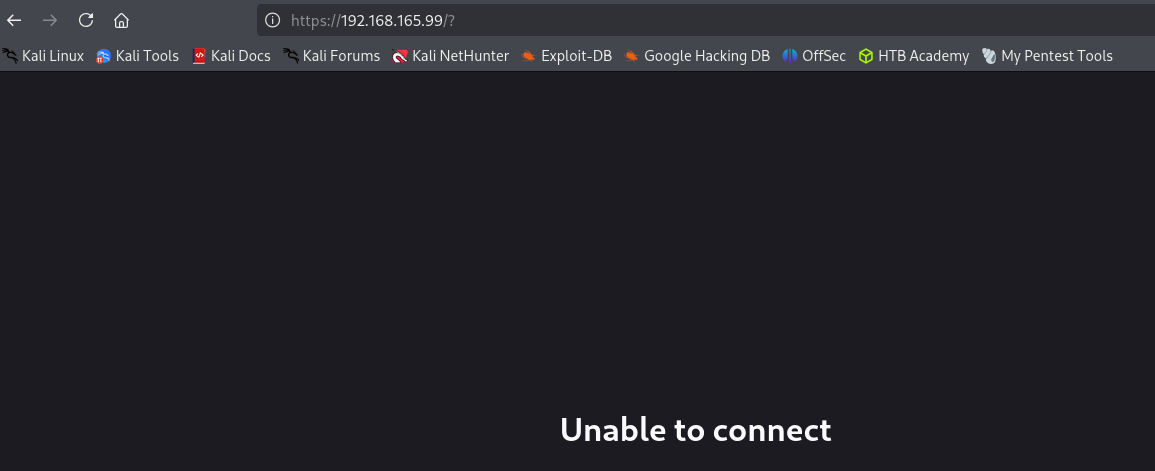 https://192.168.165.99/?
Kali Linux Kali Tools Kali Docs Kali Forums Kali NetHunter Exploit-DB Google Hacking DB OffSec HTB Academy My Pentest Tools
Unable to connect